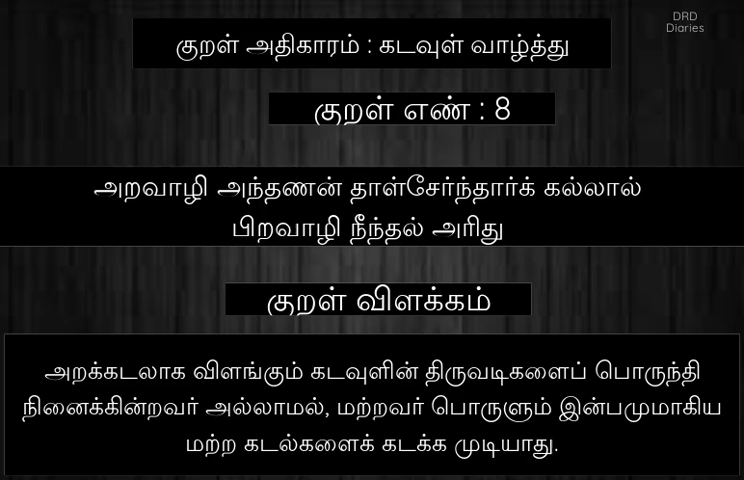 DRD
Diaries
குறள் அதிகாரம் : கடவுள் வாழ்த்து
குறள் எண் : 8
அறவாழி அந்தணன் தாள்சேர்ந்தார்க் கல்லால்
பிறவாழி நீந்தல் அரிது
குறள் விளக்கம்
அறக்கடலாக விளங்கும் கடவுளின் திருவடிகளைப் பொருந்தி
நினைக்கின்றவர் அல்லாமல், மற்றவர் பொருளும் இன்பமுமாகிய
மற்ற கடல்களைக் கடக்க முடியாது.